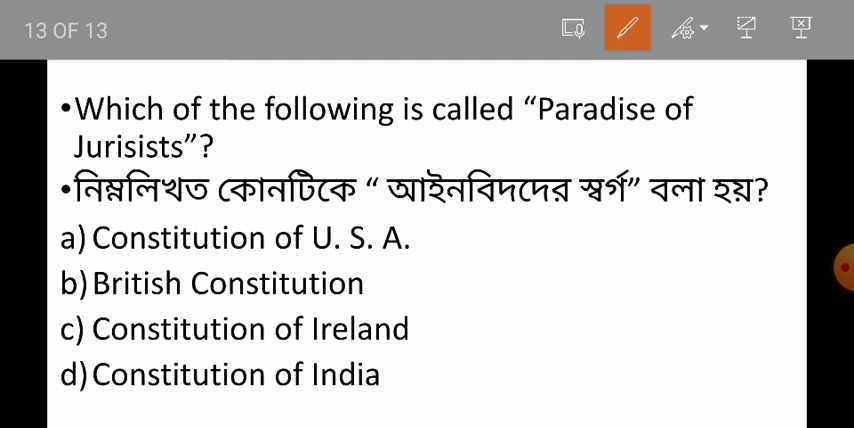 13 OF 13
•Which of the following is called “Paradise of
Jurisists”?
•নিম্নলিখত কোনটিকে “ আইনবিদদের স্বর্গ” বলা হয়?
a) Constitution of U. S. A.
b) British Constitution
c) Constitution of Ireland
d) Constitution of India